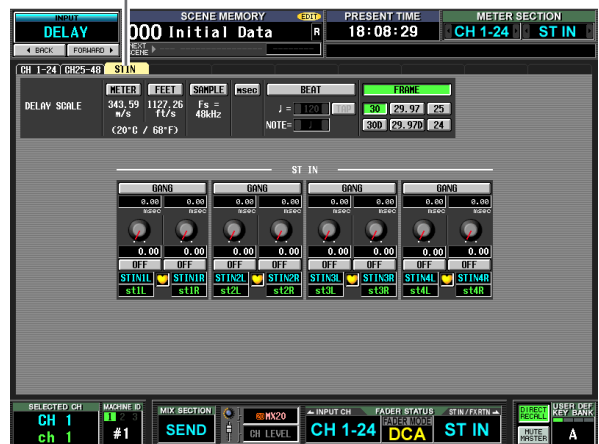 INPUT
DELAY
SCENE MEMORY
EDIT
000 Initial Data
R
PRESENT TIME
18:08:29
METER SECTION
CH 1-24
ST IN
BACK
FORWARD
NEXT SCENE
CH 1-24
CH25-48
STIN
DELAY SCALE
METER
FEET
SAMPLE
msec
BEAT
FRAME
343.59 m/s
1127.26 ft/s
Fs = 48kHz
(20°C / 68°F)
♩ = 120 TAP
NOTE= ♩
30 29.97 25
30D 29.97D 24
ST IN
GANG GANG GANG GANG
0.00 0.00 0.00 0.00 0.00 0.00 0.00 0.00
msec msec msec msec msec msec msec msec
0.00 0.00 0.00 0.00 0.00 0.00 0.00 0.00
OFF OFF OFF OFF OFF OFF OFF OFF
STIN1L STIN1R STIN2L STIN2R STIN3L STIN3R STIN4L STIN4R
st1L st1R st2L st2R st3L st3R st4L st4R
SELECTED CH
CH 1
ch 1
MACHINE ID
1 2 3
#1
MIX SECTION
SEND
MX20
CH LEVEL
INPUT CH
FADER STATUS
STIN/FXRTN
CH 1-24
FADER MODE
DCA
ST IN
DIRECT RECALL
MUTE MASTER
USER DEF KEY BANK
A